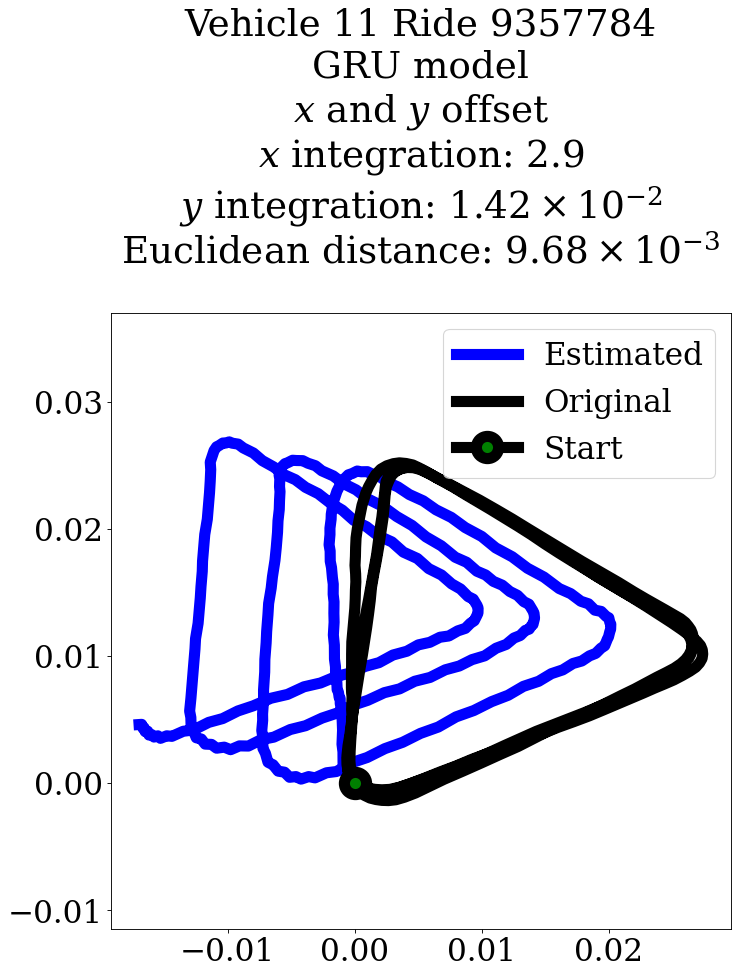 Vehicle 11 Ride 9357784
GRU model
x and y offset
x integration: 2.9
y integration: 1.42 × 10⁻²
Euclidean distance: 9.68 × 10⁻³
Estimated
Original
Start
0.03
0.02
0.01
0.00
−0.01
−0.01 0.00 0.01 0.02